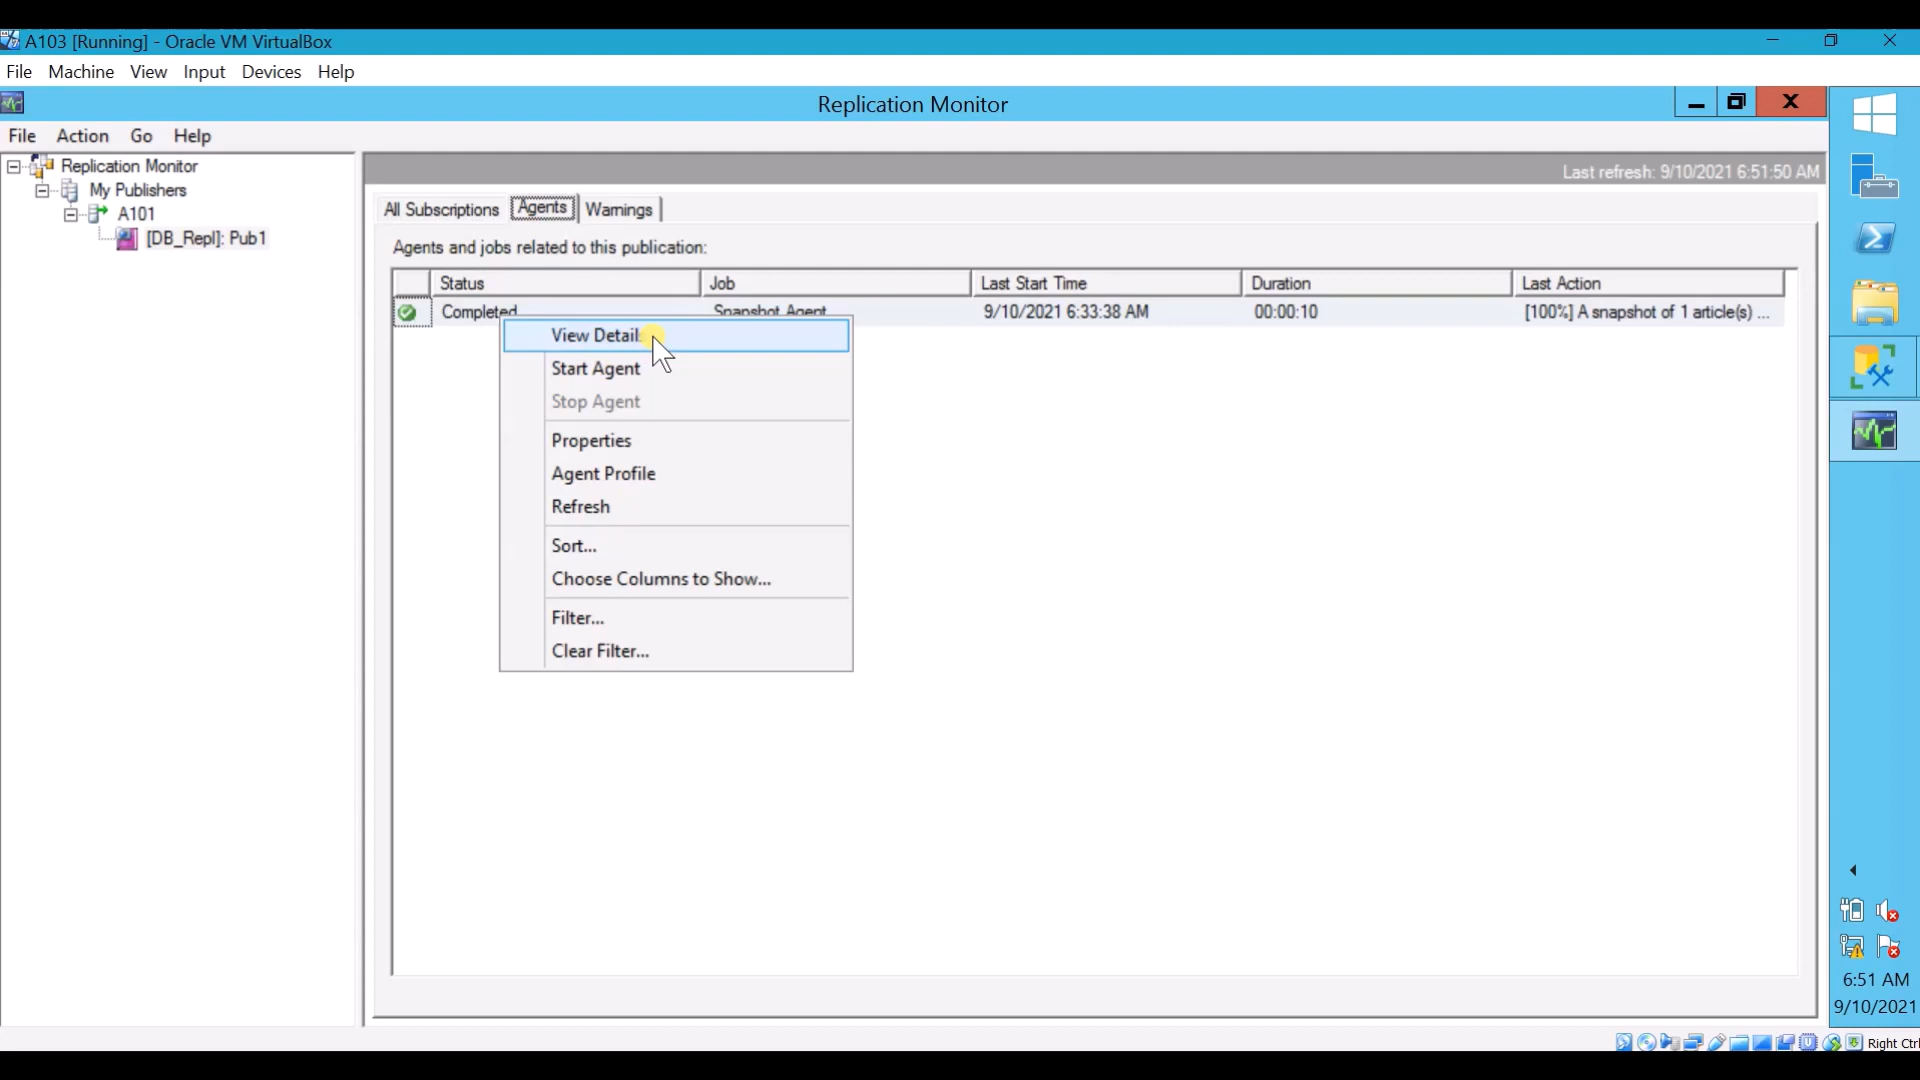 A103 [Running] - Oracle VM VirtualBox
File Machine View Input Devices Help
Replication Monitor
File Action Go Help
Replication Monitor
My Publishers
A101
[DB_Repl]: Pub1
Last refresh: 9/10/2021 6:51:50 AM
All Subscriptions Agents Warnings
Agents and jobs related to this publication:
Status Job Last Start Time Duration Last Action
Completed Snapshot Agent 9/10/2021 6:33:38 AM 00:00:10 [100%] A snapshot of 1 article(s) ...
View Detail
Start Agent
Stop Agent
Properties
Agent Profile
Refresh
Sort...
Choose Columns to Show...
Filter...
Clear Filter...
6:51 AM
9/10/2021
Right Ctrl